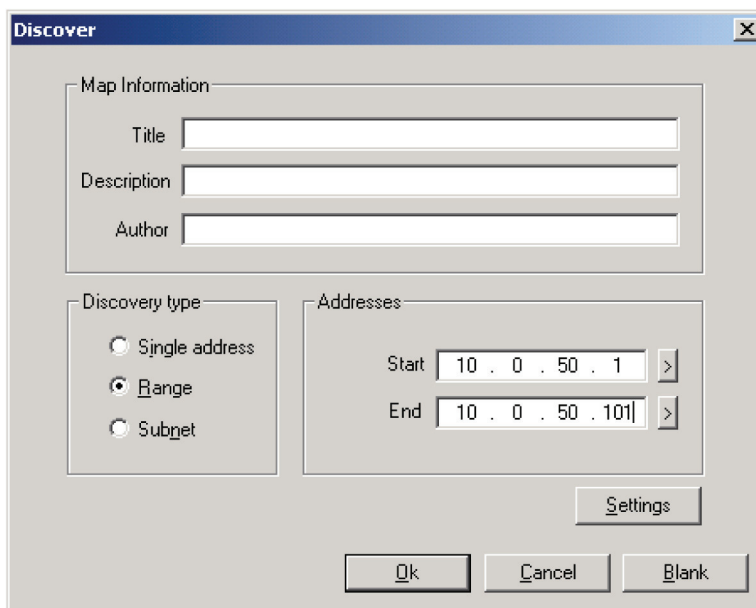 Discover
Map Information
Title
Description
Author
Discovery type
Single address
Range
Subnet
Addresses
Start 10 . 0 . 50 . 1 >
End 10 . 0 . 50 . 101 >
Settings
Ok Cancel Blank